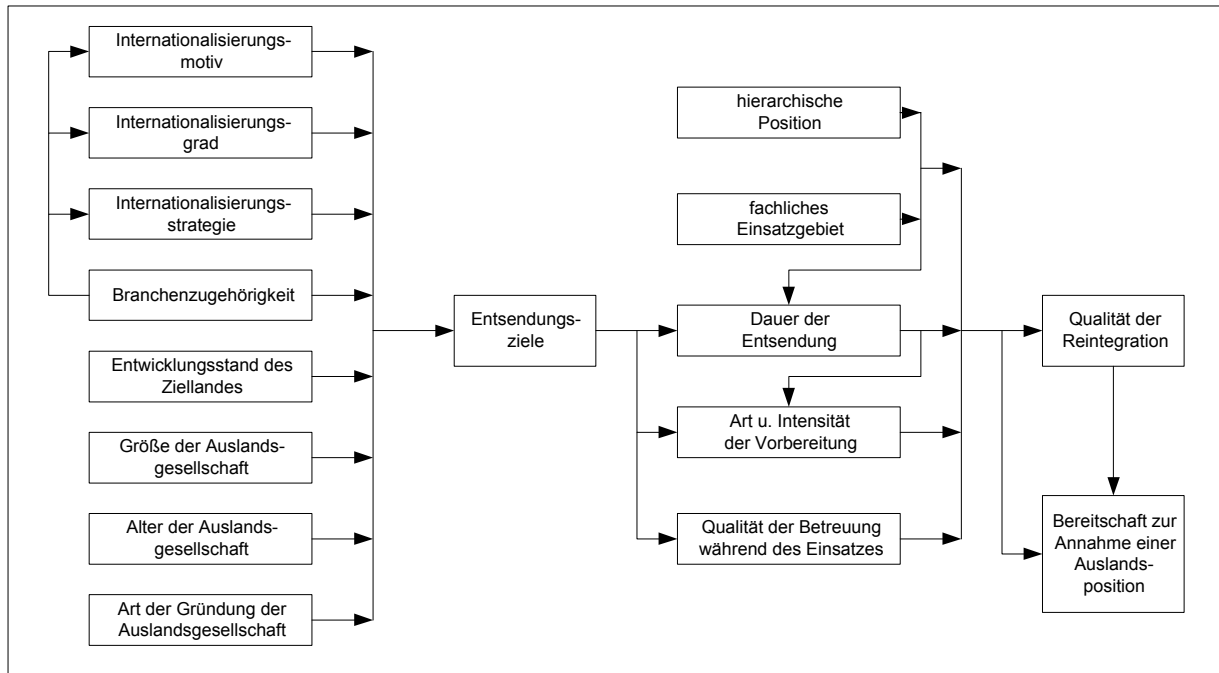 Internationalisierungs-
motiv
Internationalisierungs-
grad
Internationalisierungs-
strategie
Branchenzugehörigkeit
Entwicklungsstand des
Ziellandes
Größe der Auslands-
gesellschaft
Alter der Auslands-
gesellschaft
Art der Gründung der
Auslandsgesellschaft
Entsendungs-
ziele
hierarchische
Position
fachliches
Einsatzgebiet
Dauer der
Entsendung
Art u. Intensität
der Vorbereitung
Qualität der Betreuung
während des Einsatzes
Qualität der
Reintegration
Bereitschaft zur
Annahme einer
Auslands-
position